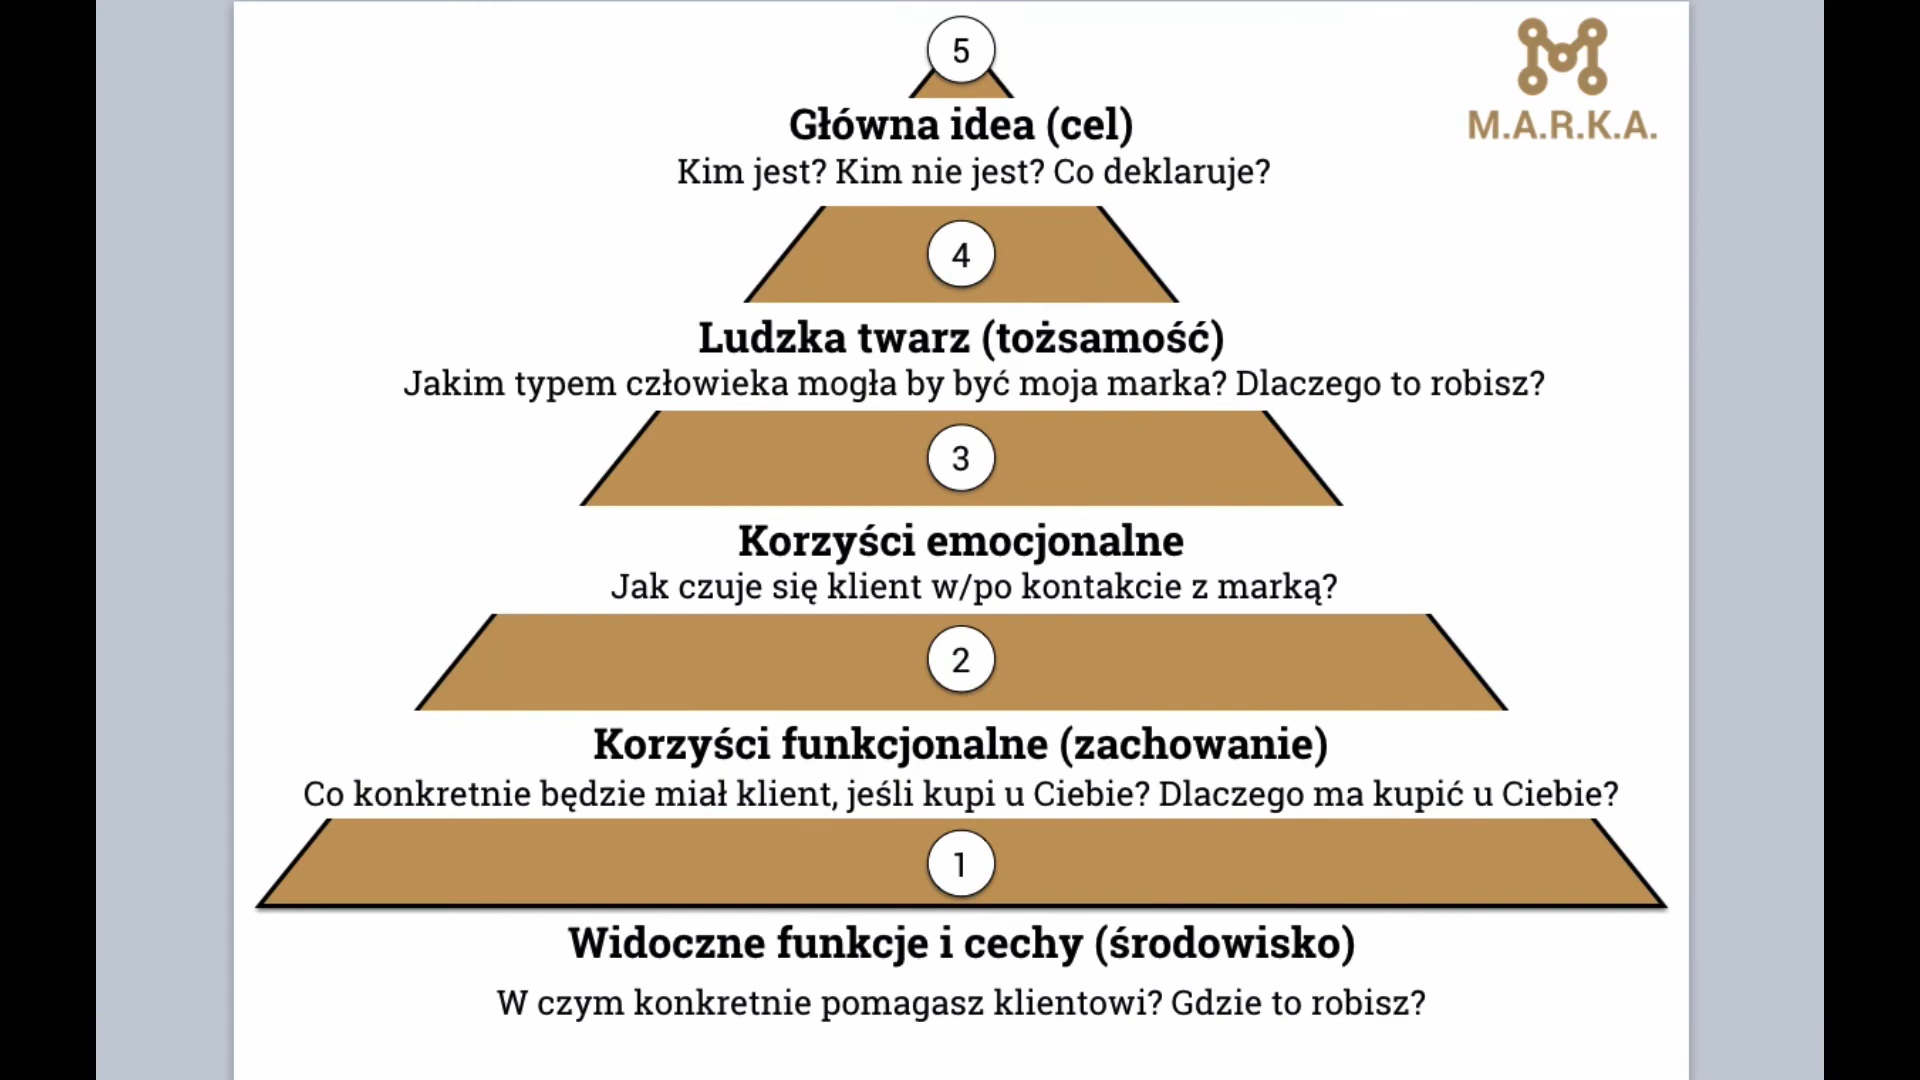 5
M.A.R.K.A.
Główna idea (cel)
Kim jest? Kim nie jest? Co deklaruje?
4
Ludzka twarz (tożsamość)
Jakim typem człowieka mogła by być moja marka? Dlaczego to robisz?
3
Korzyści emocjonalne
Jak czuje się klient w/po kontakcie z marką?
2
Korzyści funkcjonalne (zachowanie)
Co konkretnie będzie miał klient, jeśli kupi u Ciebie? Dlaczego ma kupić u Ciebie?
1
Widoczne funkcje i cechy (środowisko)
W czym konkretnie pomagasz klientowi? Gdzie to robisz?